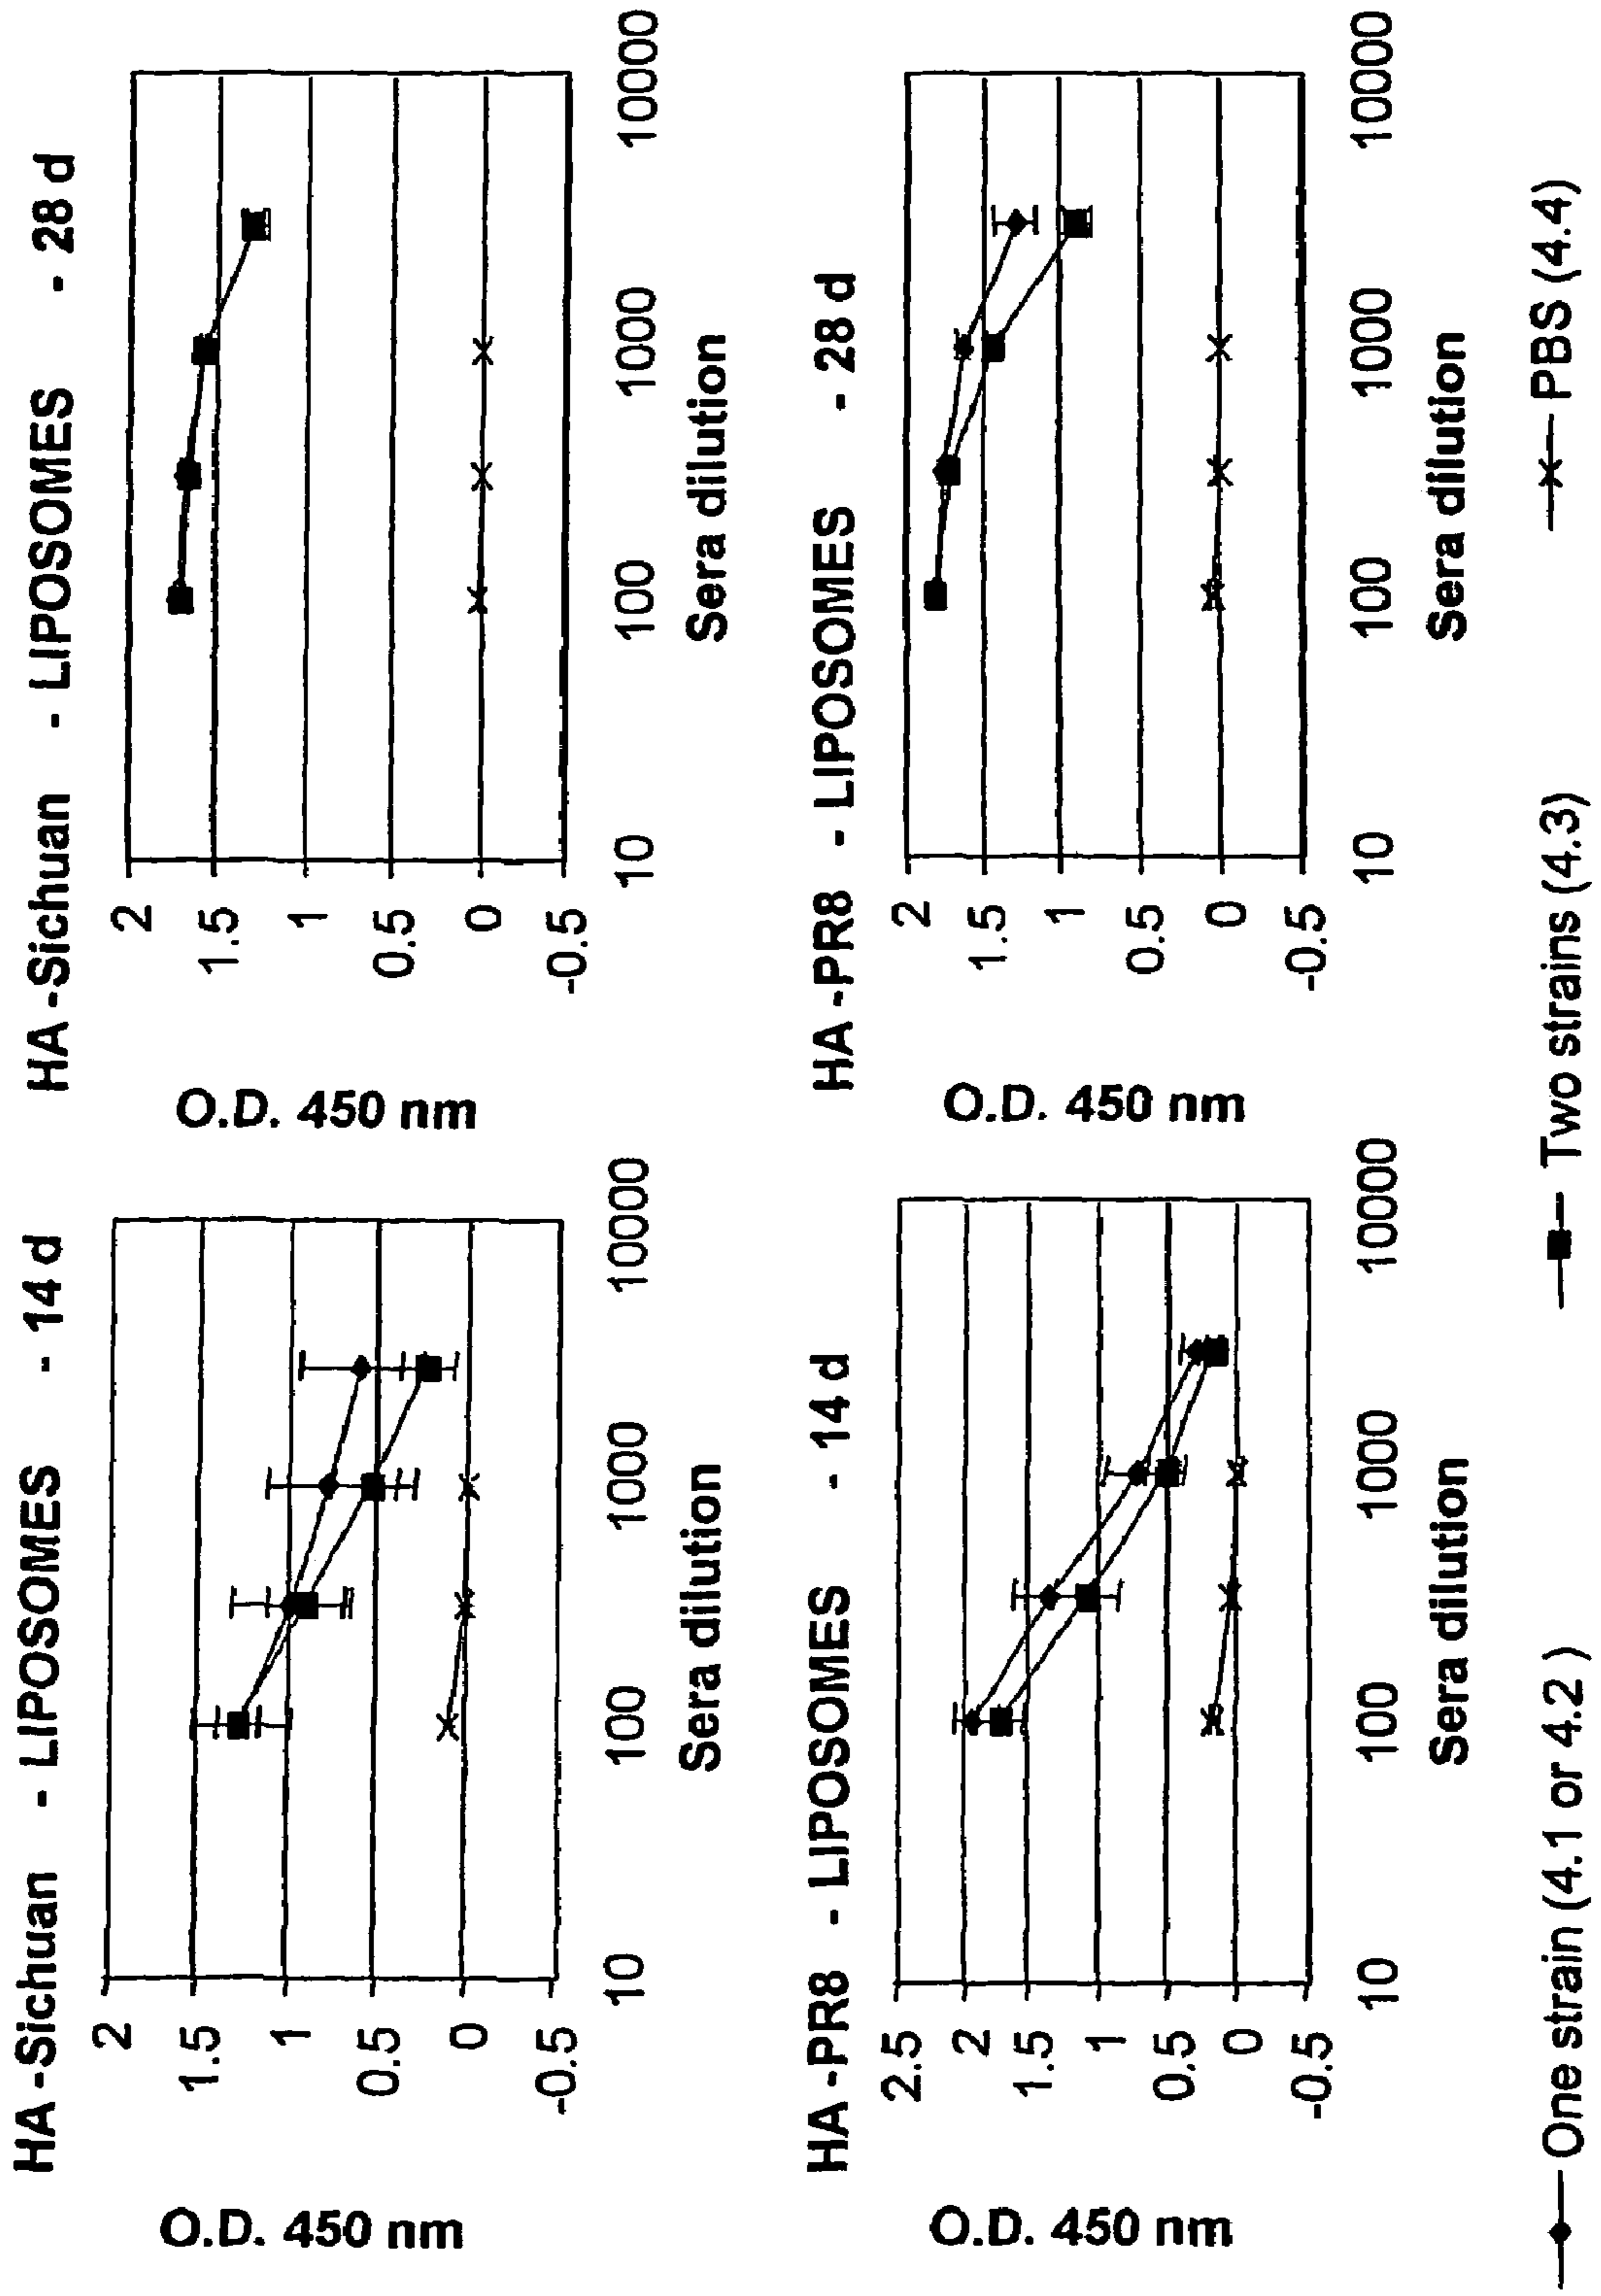 HA -Sichuan - LIPOSOMES - 14 d
O.D. 450 nm
2
1.5
1
0.5
0
-0.5
10
100
1000
10000
Sera dilution
HA -Sichuan - LIPOSOMES - 28 d
O.D. 450 nm
2
1.5
1
0.5
0
-0.5
10
100
1000
10000
Sera dilution
HA -PR8 - LIPOSOMES - 14 d
O.D. 450 nm
2.5
2
1.5
1
0.5
0
-0.5
10
100
1000
10000
Sera dilution
HA -PR8 - LIPOSOMES - 28 d
O.D. 450 nm
2
1.5
1
0.5
0
-0.5
10
100
1000
10000
Sera dilution
One strain (4.1 or 4.2 )
Two strains (4.3)
PBS (4.4)